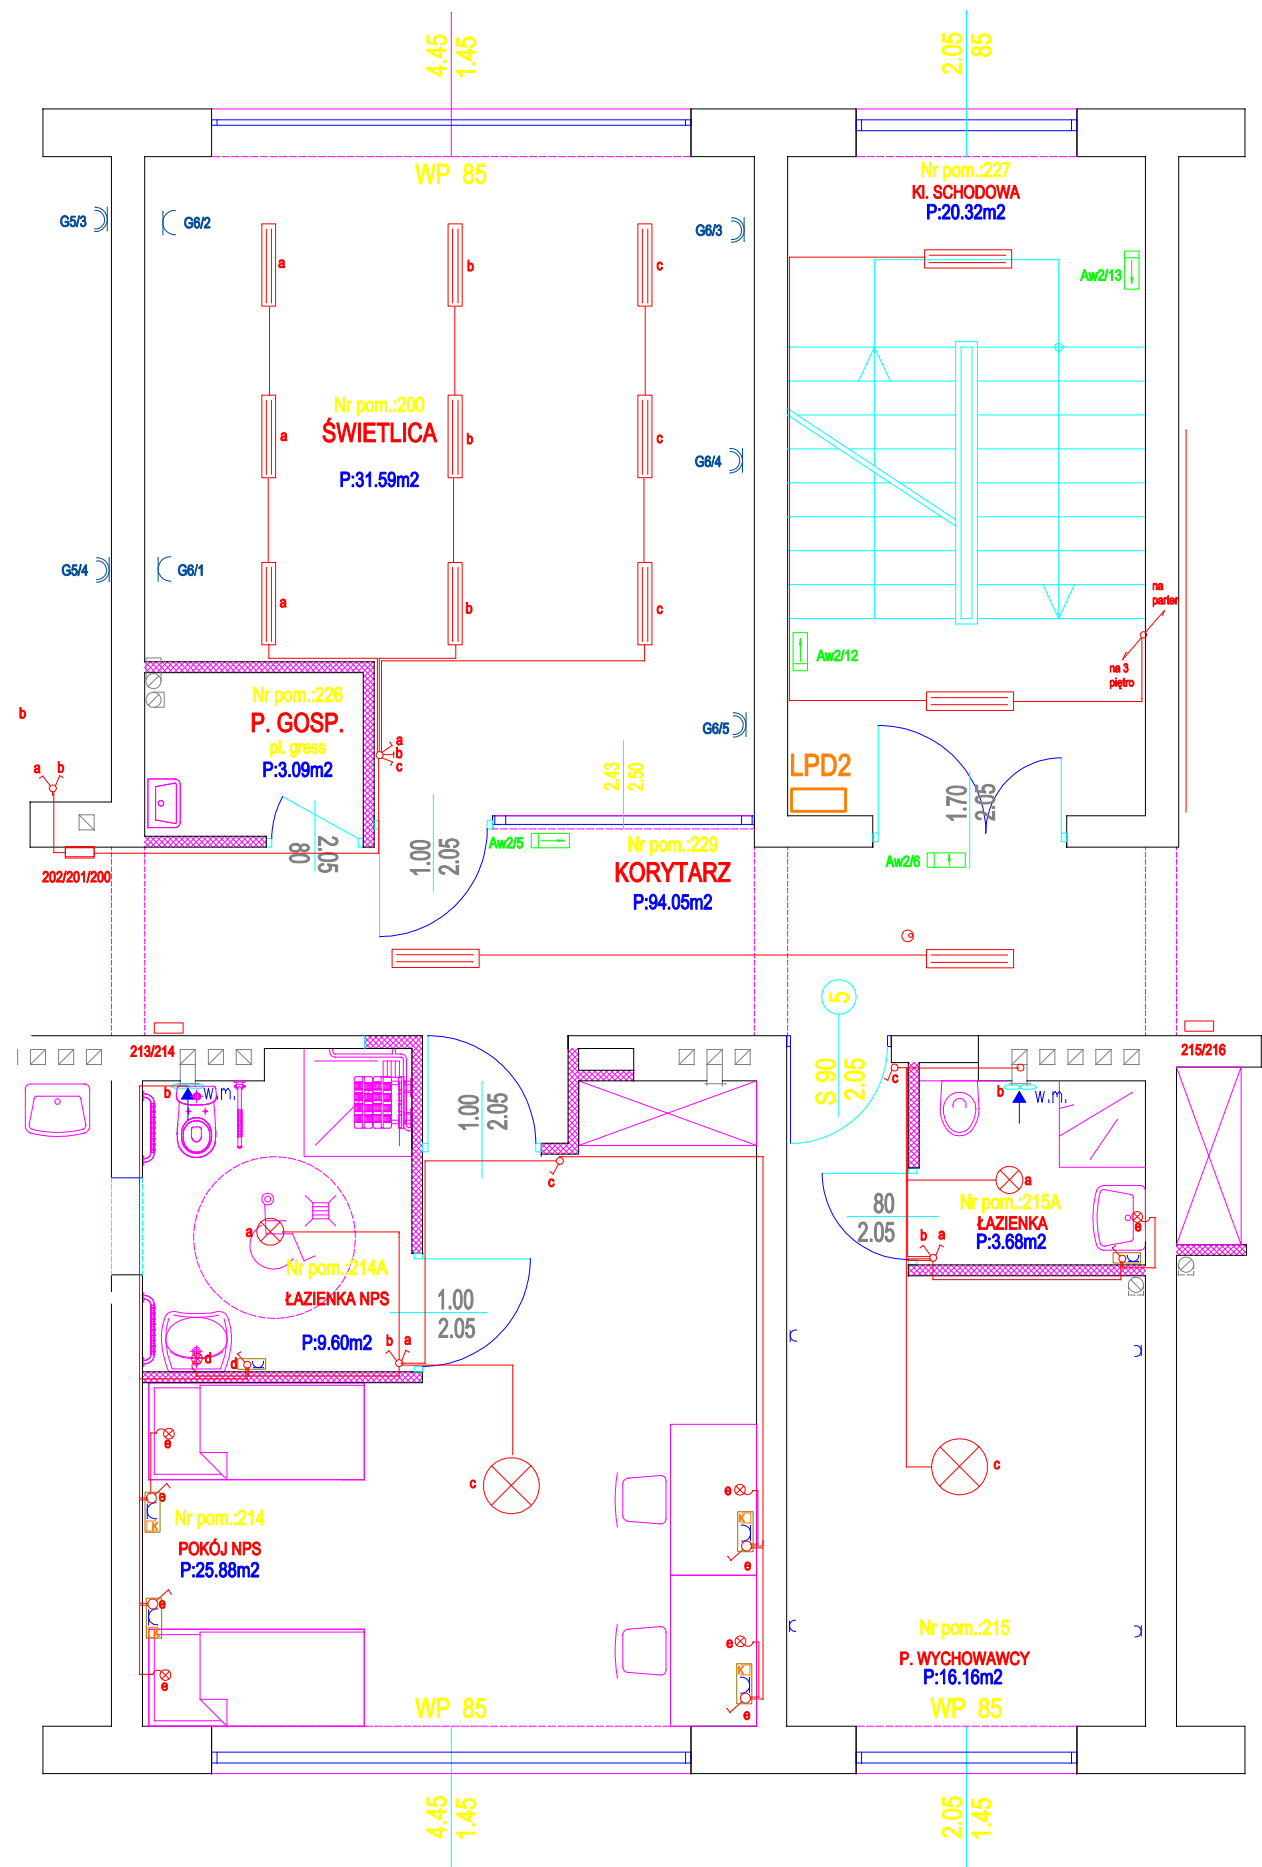 4.45
1.45
2.05
85
WP 85
Nr pom.:227
Kl. SCHODOWA
P:20.32m2
G5/3
G6/2
G6/3
a
b
c
Aw2/13
Nr pom.:200
ŚWIETLICA
P:31.59m2
a
b
c
G6/4
G5/4
G6/1
a
b
c
na
parter
Aw2/12
na 3
piętro
Nr pom.:226
P. GOSP.
pl. gress
P:3.09m2
b
a
b
c
G6/5
a b
2.43
2.50
LPD2
1.70
2.05
80
2.05
1.00
2.05
Aw2/5
Nr pom.:229
KORYTARZ
P:94.05m2
Aw2/6
202/201/200
5
S 90
2.05
213/214
215/216
b
w.m.
c
b
w.m.
1.00
2.05
c
a
80
2.05
Nr pom.:215A
ŁAZIENKA
P:3.68m2
e
b a
a
Nr pom.:214A
ŁAZIENKA NPS
P:9.60m2
1.00
2.05
b a
d
d
e
c
c
e
e
K
K
e
Nr pom.:214
POKÓJ NPS
P:25.88m2
e
K
e
K
e
e
Nr pom.:215
P. WYCHOWAWCY
P:16.16m2
WP 85
WP 85
4.45
1.45
2.05
1.45